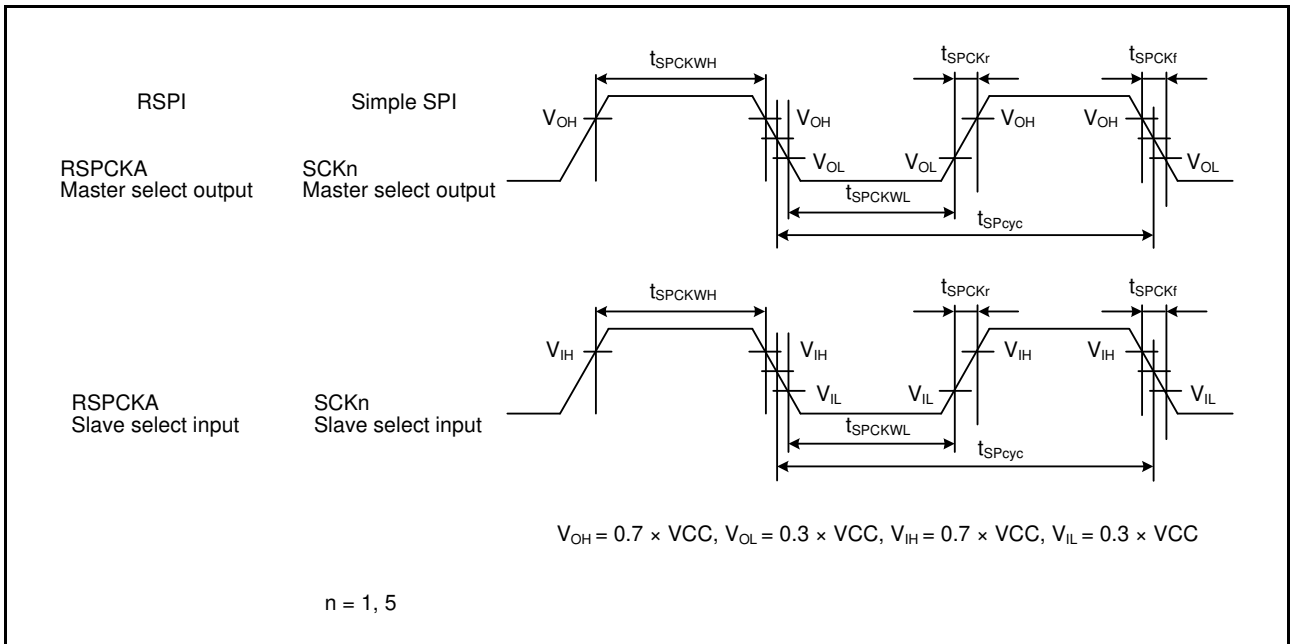 RSPI
Simple SPI
tSPCKWH
tSPCKr
tSPCKf
VOH
VOH
VOH
VOH
RSPCKA
Master select output
SCKn
Master select output
VOL
VOL
VOL
tSPCKWL
tSPcyc
tSPCKWH
tSPCKr
tSPCKf
VIH
VIH
VIH
VIH
RSPCKA
Slave select input
SCKn
Slave select input
VIL
VIL
VIL
tSPCKWL
tSPcyc
VOH = 0.7 × VCC, VOL = 0.3 × VCC, VIH = 0.7 × VCC, VIL = 0.3 × VCC
n = 1, 5